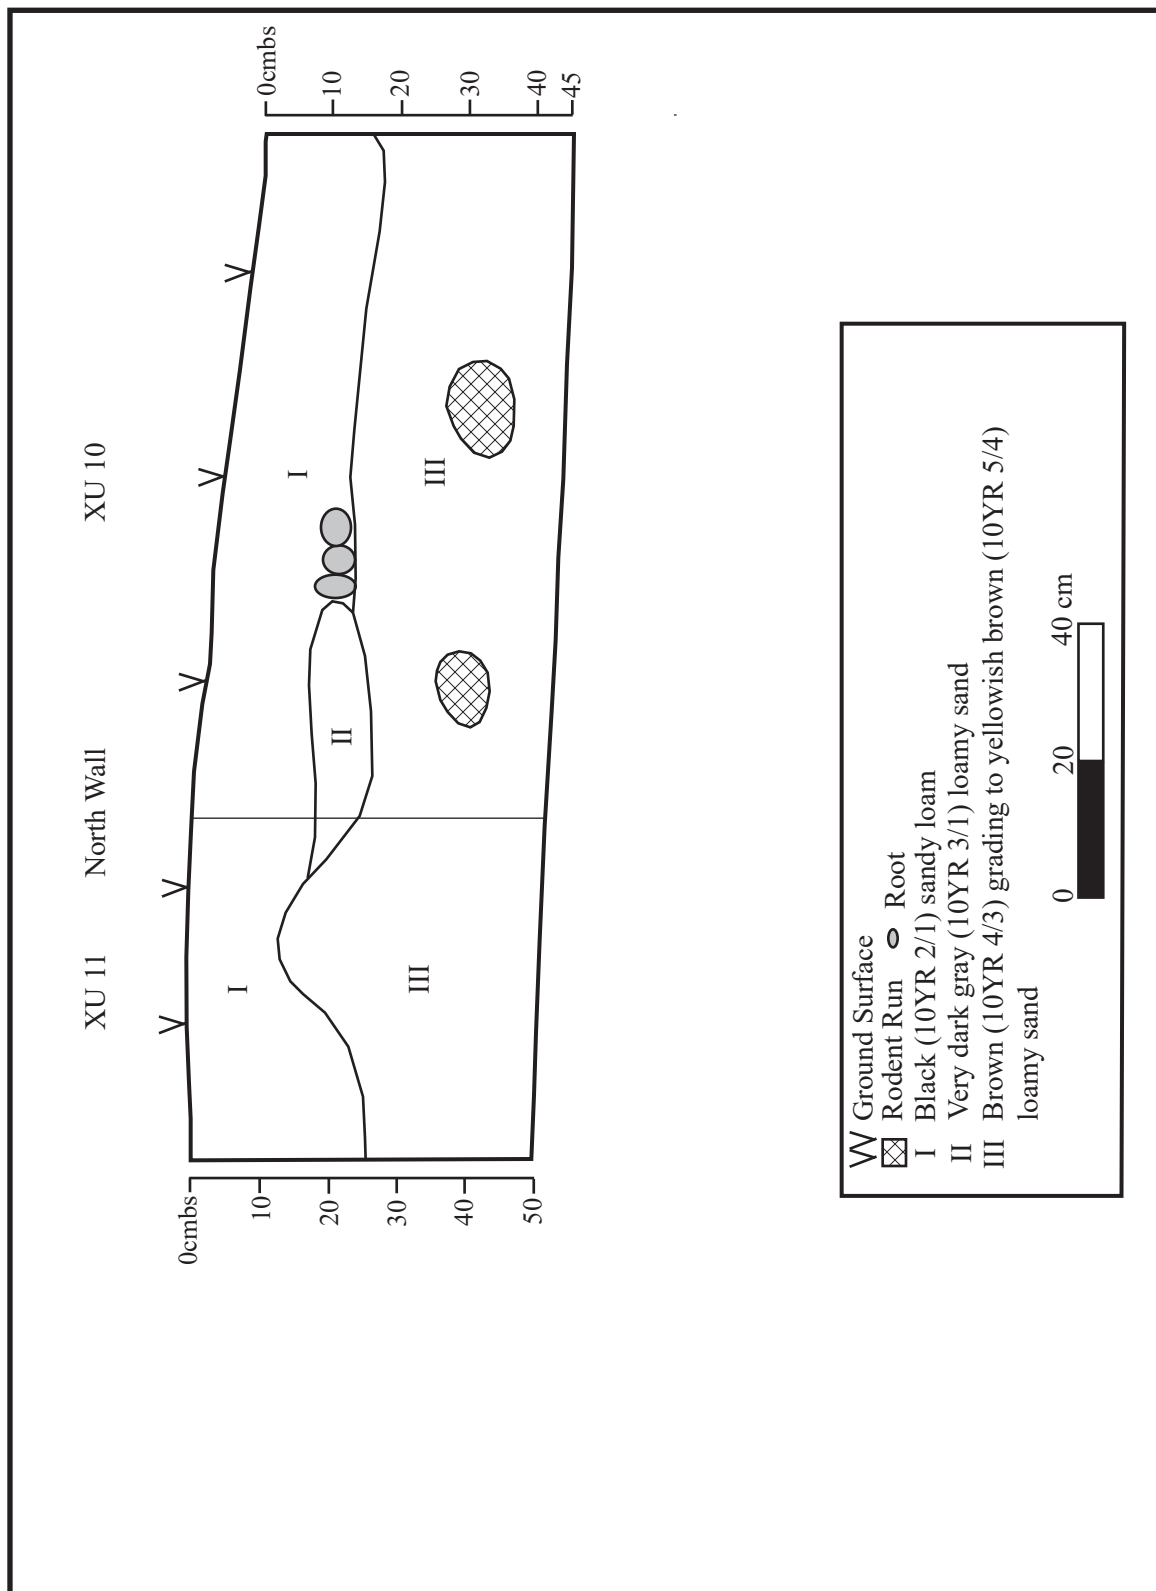 XU 11
North Wall
XU 10
0cmbs
10
20
30
40
50
0cmbs
10
20
30
40
45
I
III
II
I
III
Ground Surface
Rodent Run Root
I Black (10YR 2/1) sandy loam
II Very dark gray (10YR 3/1) loamy sand
III Brown (10YR 4/3) grading to yellowish brown (10YR 5/4)
loamy sand
0 20 40 cm